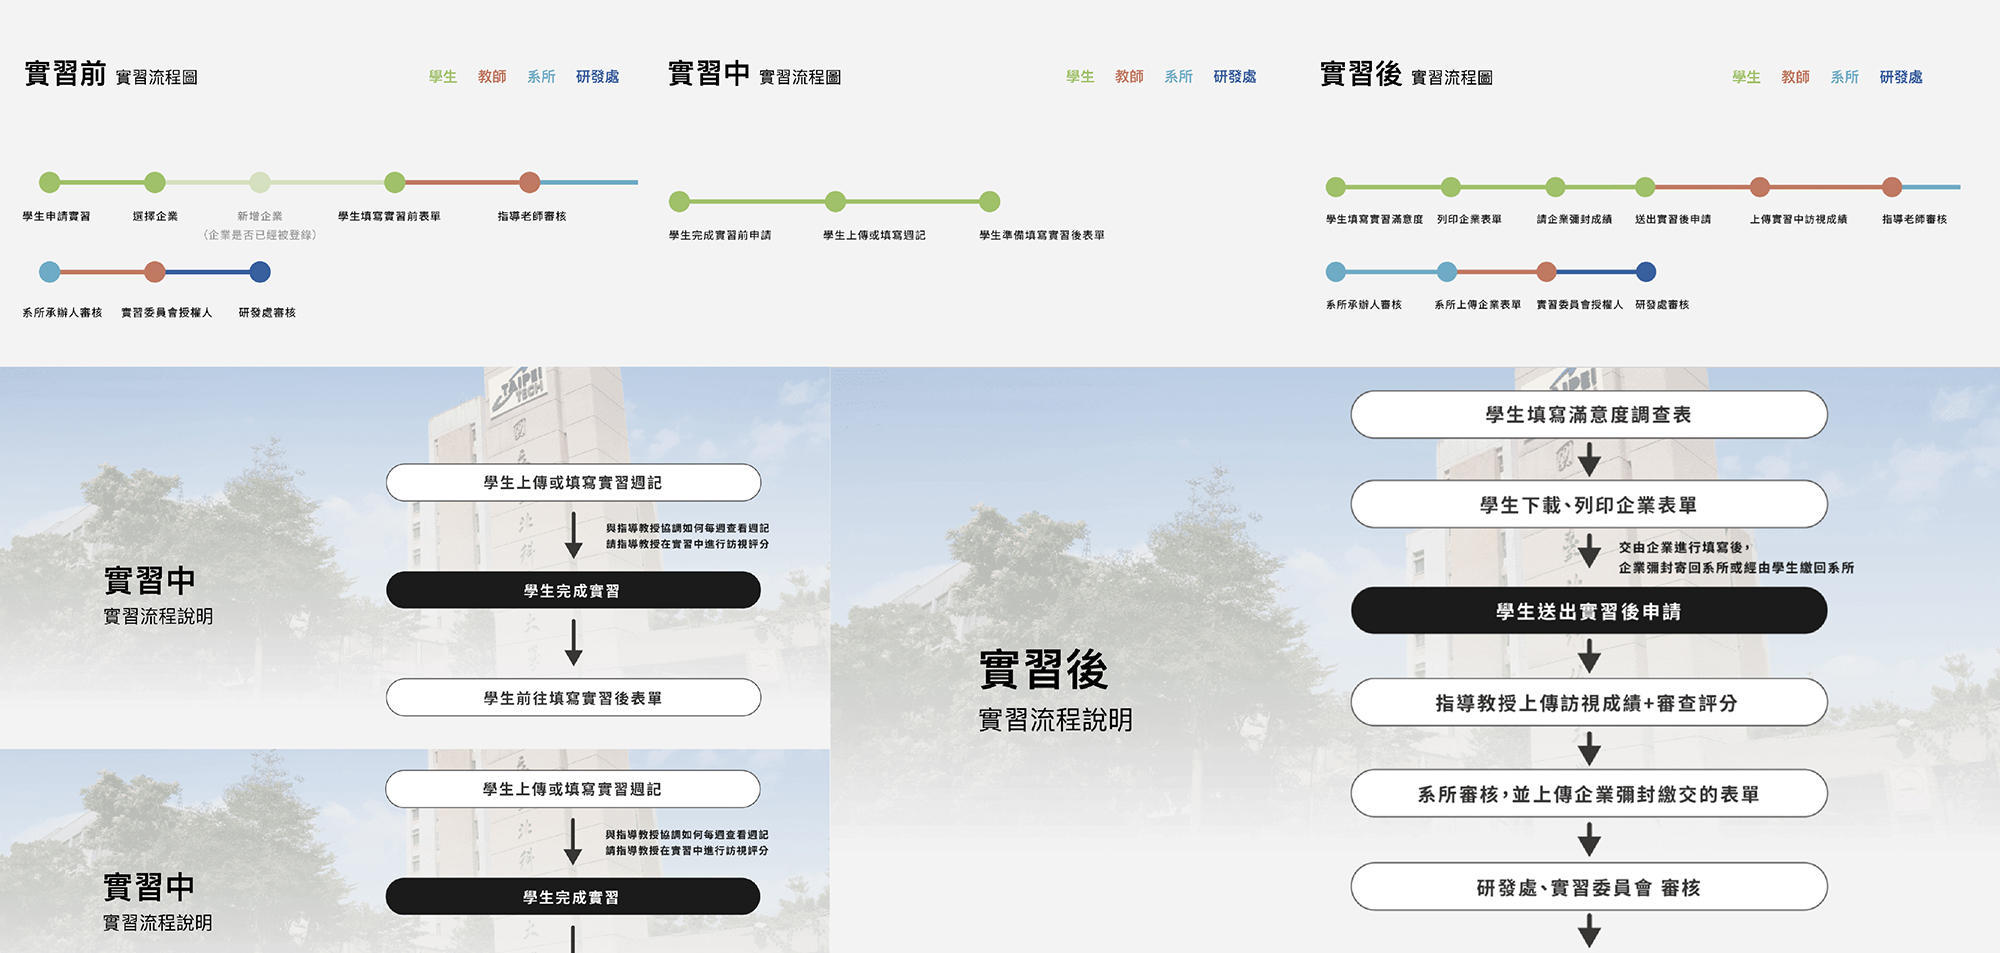 實習前 實習流程圖
學生 教師 系所 研發處
學生申請實習
選擇企業
新增企業
（企業是否已經被登錄）
學生填寫實習前表單
指導老師審核
系所承辦人審核
實習委員會授權人
研發處審核
實習中 實習流程圖
學生 教師 系所 研發處
學生完成實習前申請
學生上傳或填寫週記
學生準備填寫實習後表單
實習後 實習流程圖
學生 教師 系所 研發處
學生填寫實習滿意度
列印企業表單
請企業彌封成績
送出實習後申請
上傳實習中訪視成績
指導老師審核
系所承辦人審核
系所上傳企業表單
實習委員會授權人
研發處審核
TAIPEI
TECH
實習中
實習流程說明
學生上傳或填寫實習週記
與指導教授協調如何每週查看週記
請指導教授在實習中進行訪視評分
學生完成實習
學生前往填寫實習後表單
實習中
實習流程說明
學生上傳或填寫實習週記
與指導教授協調如何每週查看週記
請指導教授在實習中進行訪視評分
學生完成實習
實習後
實習流程說明
學生填寫滿意度調查表
學生下載、列印企業表單
交由企業進行填寫後，
企業彌封寄回系所或經由學生繳回系所
學生送出實習後申請
指導教授上傳訪視成績+審查評分
系所審核，並上傳企業彌封繳交的表單
研發處、實習委員會 審核